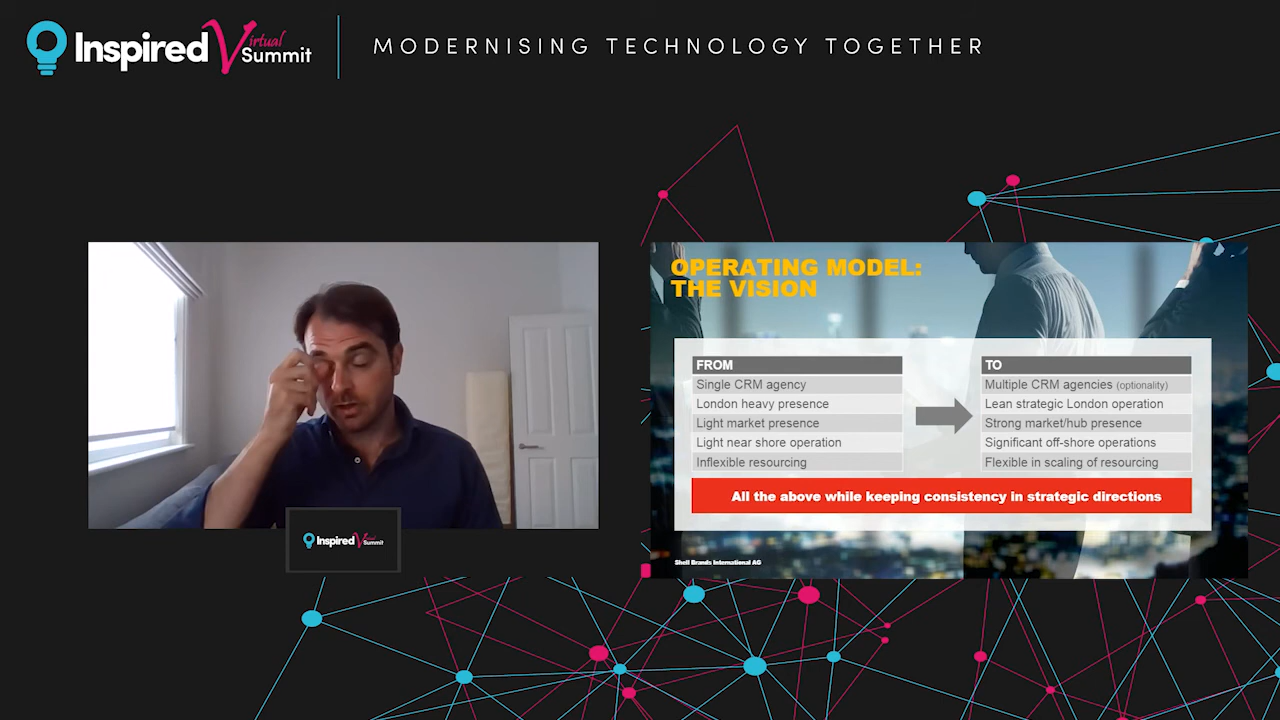 Inspired Virtual Summit
MODERNISING TECHNOLOGY TOGETHER
OPERATING MODEL:
THE VISION
FROM
Single CRM agency
London heavy presence
Light market presence
Light near shore operation
Inflexible resourcing
TO
Multiple CRM agencies (optionality)
Lean strategic London operation
Strong market/hub presence
Significant off-shore operations
Flexible in scaling of resourcing
All the above while keeping consistency in strategic directions
Shell Brands International AG
Inspired Virtual Summit